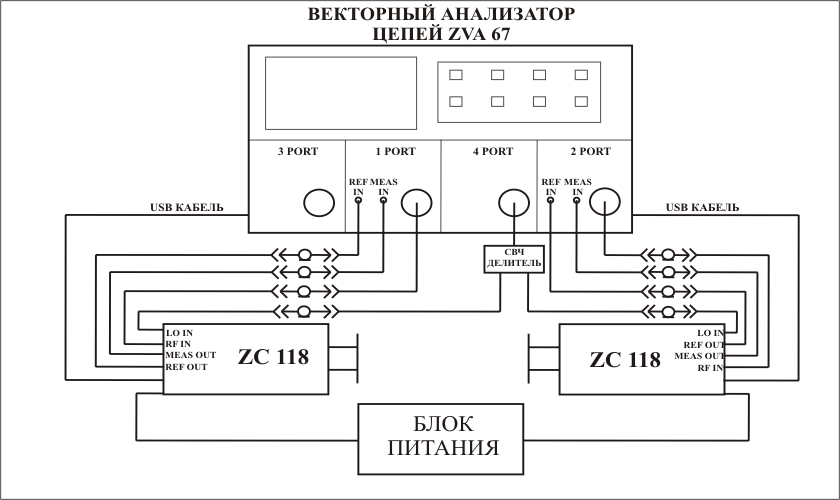 ВЕКТОРНЫЙ АНАЛИЗАТОР
ЦЕПЕЙ ZVA 67
3 PORT
1 PORT
4 PORT
2 PORT
REF MEAS
IN IN
REF MEAS
IN IN
USB КАБЕЛЬ
USB КАБЕЛЬ
СВЧ
ДЕЛИТЕЛЬ
LO IN
RF IN
MEAS OUT
REF OUT
ZC 118
ZC 118
LO IN
REF OUT
MEAS OUT
RF IN
БЛОК
ПИТАНИЯ